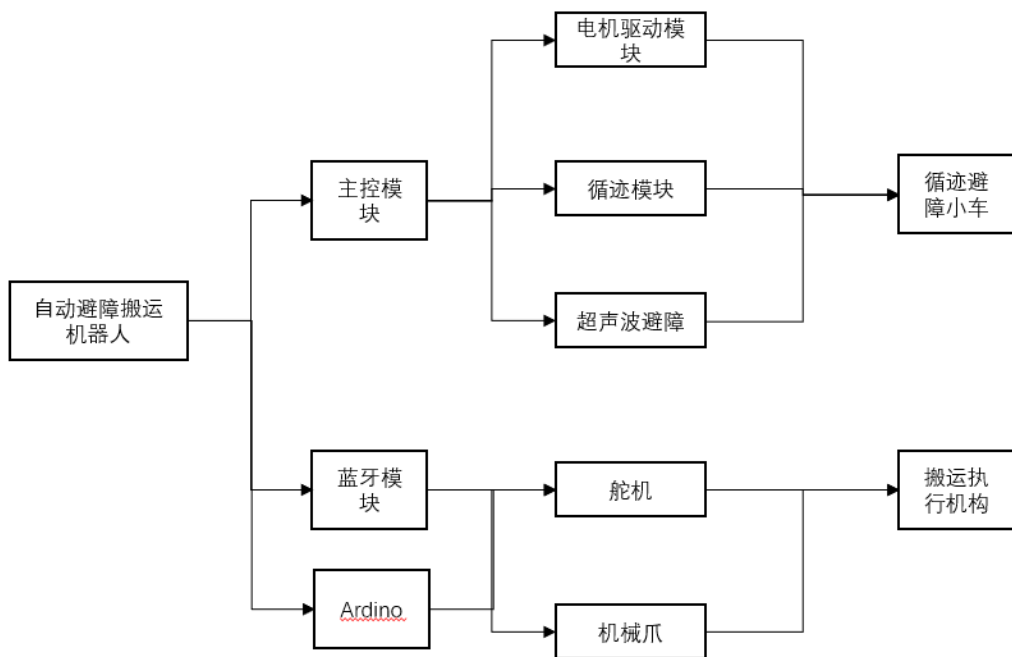 电机驱动模
块
主控模
块
循迹模块
循迹避
障小车
自动避障搬运
机器人
超声波避障
蓝牙模
块
舵机
搬运执
行机构
Ardino
机械爪